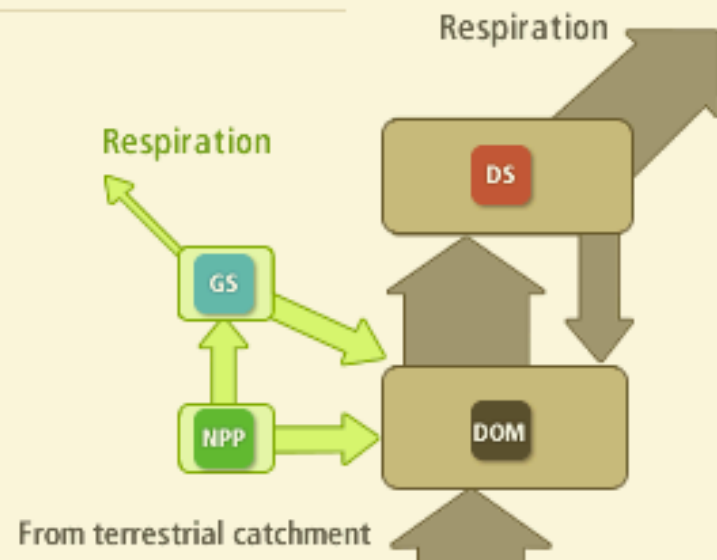 Respiration
Respiration
DS
GS
DOM
NPP
From terrestrial catchment